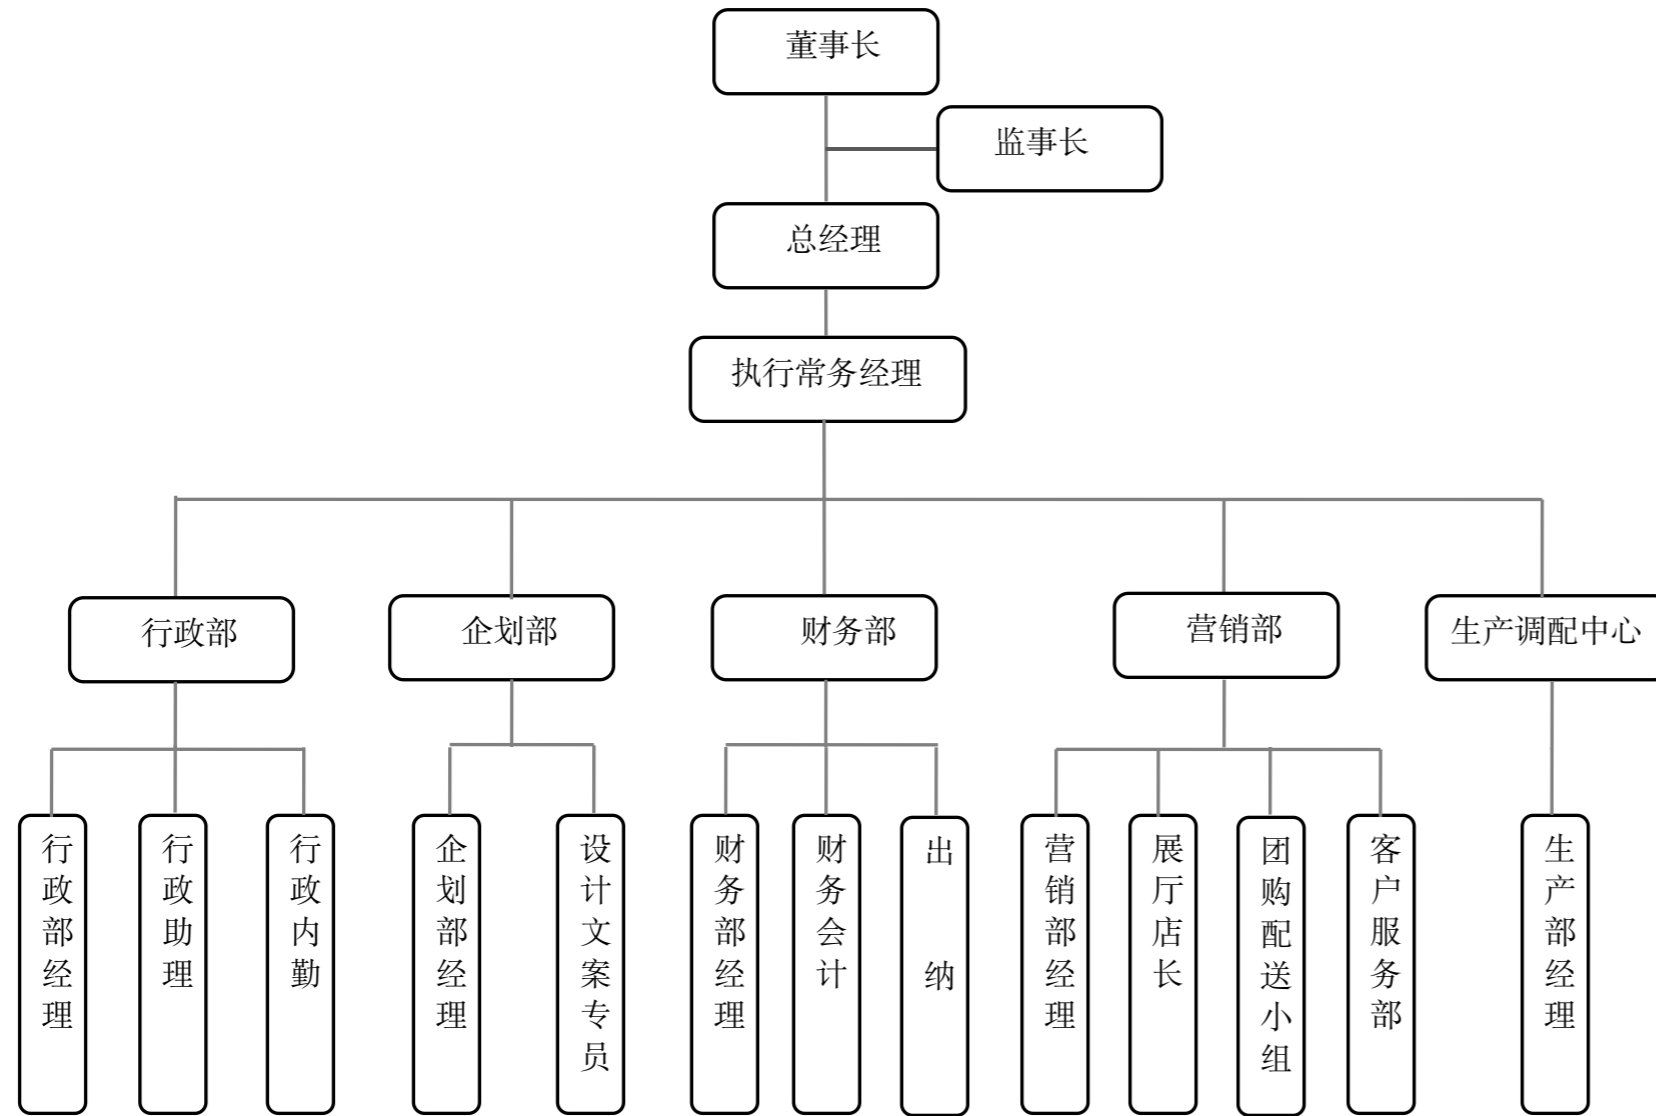 董事长
监事长
总经理
执行常务经理
行政部
企划部
财务部
营销部
生产调配中心
行政部经理
行政助理
行政内勤
企划部经理
设计文案专员
财务部经理
财务会计
出纳
营销部经理
展厅店长
团购配送小组
客户服务部
生产部经理